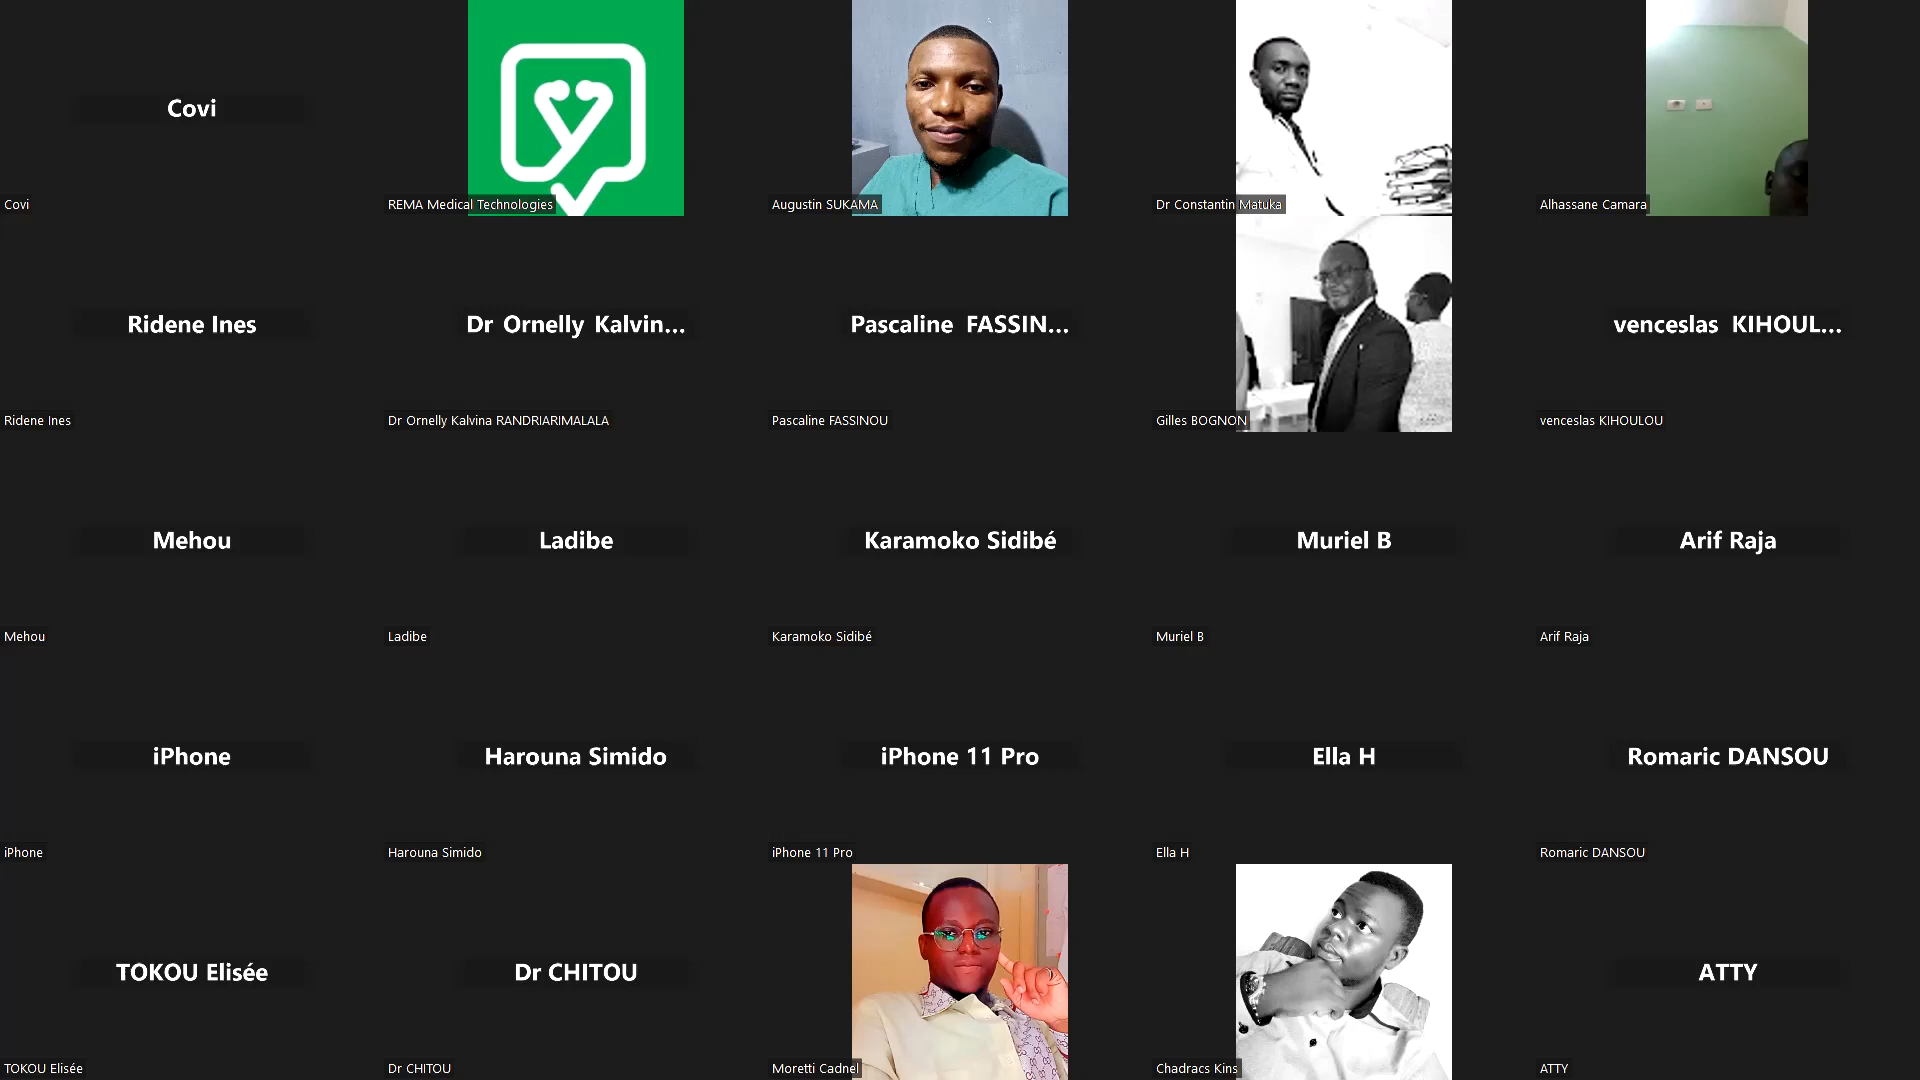 Covi
Covi
REMA Medical Technologies
Augustin SUKAMA
Dr Constantin Matuka
Alhassane Camara
Ridene Ines
Dr Ornelly Kalvin...
Pascaline FASSIN...
venceslas KIHOUL...
Ridene Ines
Dr Ornelly Kalvina RANDRIARIMALALA
Pascaline FASSINOU
Gilles BOGNON
venceslas KIHOULOU
Mehou
Ladibe
Karamoko Sidibé
Muriel B
Arif Raja
Mehou
Ladibe
Karamoko Sidibé
Muriel B
Arif Raja
iPhone
Harouna Simido
iPhone 11 Pro
Ella H
Romaric DANSOU
iPhone
Harouna Simido
iPhone 11 Pro
Ella H
Romaric DANSOU
TOKOU Elisée
Dr CHITOU
ATTY
TOKOU Elisée
Dr CHITOU
Moretti Cadnel
Chadracs Kins
ATTY